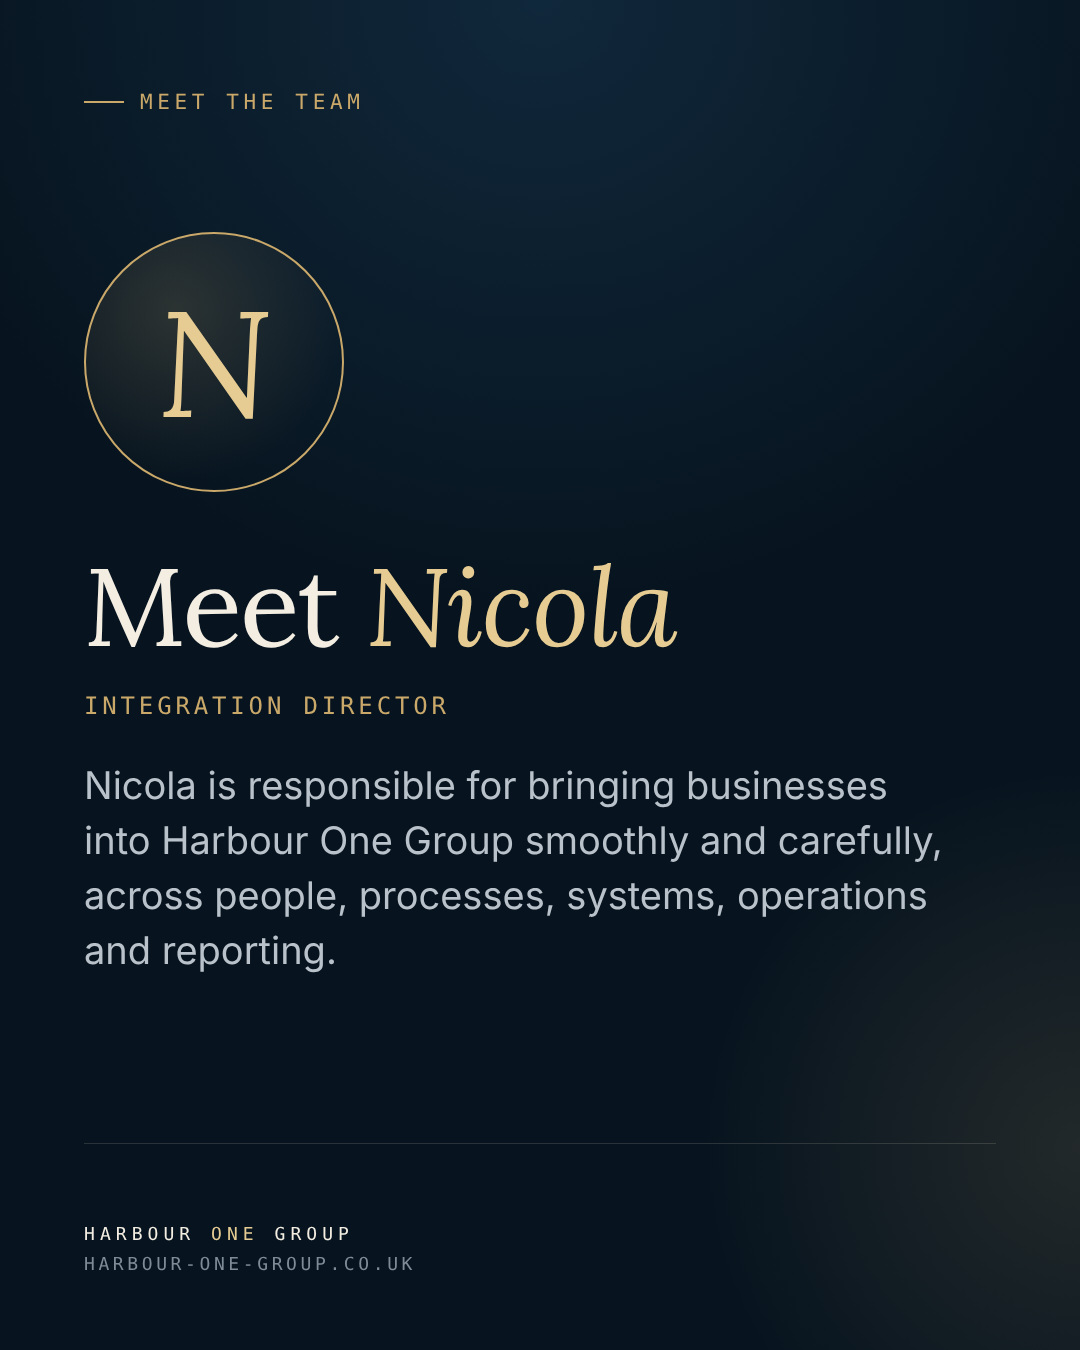 MEET THE TEAM
N
Meet Nicola
INTEGRATION DIRECTOR
Nicola is responsible for bringing businesses
into Harbour One Group smoothly and carefully,
across people, processes, systems, operations
and reporting.
HARBOUR ONE GROUP
HARBOUR-ONE-GROUP.CO.UK